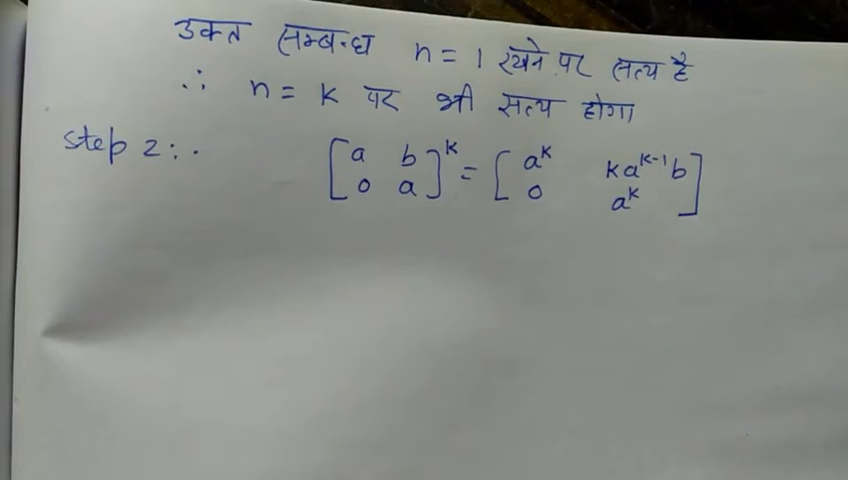 उक्त सम्बन्ध n = 1 रखने पर सत्य है
∴ n = k पर भी सत्य होगा
Step 2:. [a b; 0 a]^k = [a^k ka^(k-1)b; 0 a^k]